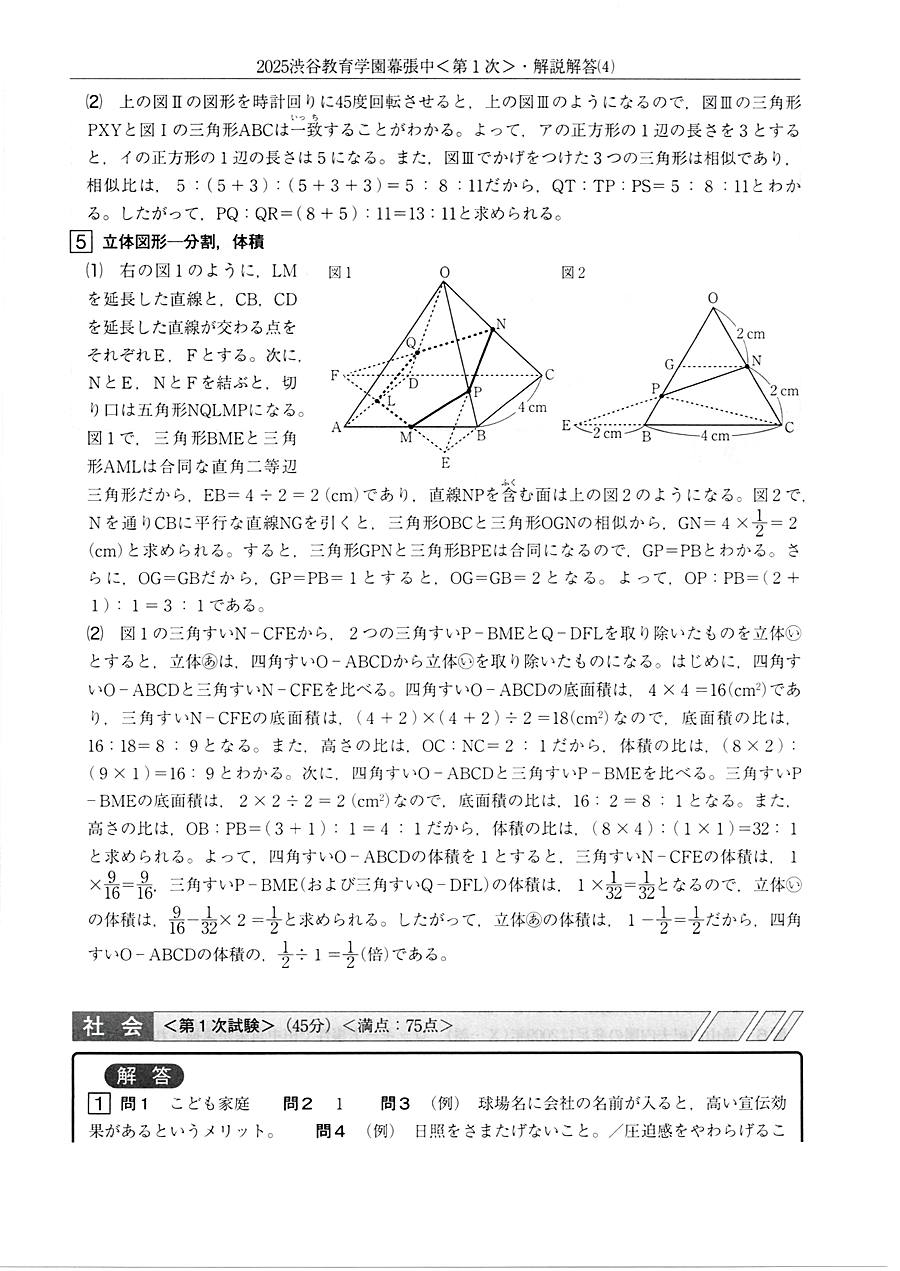 2025渋谷教育学園幕張中＜第１次＞・解説解答(4)
(2)　上の図Ⅱの図形を時計回りに45度回転させると，上の図Ⅲのようになるので，図Ⅲの三角形
PXYと図Ⅰの三角形ABCは一致することがわかる。よって，アの正方形の１辺の長さを３とする
と，イの正方形の１辺の長さは５になる。また，図Ⅲでかげをつけた３つの三角形は相似であり，
相似比は，５：(５＋３)：(５＋３＋３)＝５：８：11だから，QT：TP：PS＝５：８：11とわか
る。したがって，PQ：QR＝(８＋５)：11＝13：11と求められる。
5 立体図形―分割，体積
(1)　右の図１のように，LM
を延長した直線と，CB，CD
を延長した直線が交わる点を
それぞれE，Fとする。次に，
NとE，NとFを結ぶと，切
り口は五角形NQLMPになる。
図１で，三角形BMEと三角
形AMLは合同な直角二等辺
図１
O
N
Q
F
D
C
P
L
4 cm
A
M
B
E
図２
O
2 cm
G
N
P
2 cm
E
2 cm
B
4 cm
C
三角形だから，EB＝４÷２＝２(cm)であり，直線NPを含む面は上の図２のようになる。図２で，
Nを通りCBに平行な直線NGを引くと，三角形OBCと三角形OGNの相似から，GN＝４×1/2＝２
(cm)と求められる。すると，三角形GPNと三角形BPEは合同になるので，GP＝PBとわかる。さ
らに，OG＝GBだから，GP＝PB＝１とすると，OG＝GB＝２となる。よって，OP：PB＝(２＋
１)：１＝３：１である。
(2)　図１の三角すいN－CFEから，２つの三角すいP－BMEとQ－DFLを取り除いたものを立体㋑
とすると，立体㋐は，四角すいO－ABCDから立体㋑を取り除いたものになる。はじめに，四角す
いO－ABCDと三角すいN－CFEを比べる。四角すいO－ABCDの底面積は，４×４＝16(cm²)であ
り，三角すいN－CFEの底面積は，(４＋２)×(４＋２)÷２＝18(cm²)なので，底面積の比は，
16：18＝８：９となる。また，高さの比は，OC：NC＝２：１だから，体積の比は，(８×２)：
(９×１)＝16：９とわかる。次に，四角すいO－ABCDと三角すいP－BMEを比べる。三角すいP
－BMEの底面積は，２×２÷２＝２(cm²)なので，底面積の比は，16：２＝８：１となる。また，
高さの比は，OB：PB＝(３＋１)：１＝４：１だから，体積の比は，(８×４)：(１×１)＝32：１
と求められる。よって，四角すいO－ABCDの体積を１とすると，三角すいN－CFEの体積は，１
×9/16＝9/16，三角すいP－BME(および三角すいQ－DFL)の体積は，１×1/32＝1/32となるので，立体㋑
の体積は，9/16－1/32×２＝1/2と求められる。したがって，立体㋐の体積は，１－1/2＝1/2だから，四角
すいO－ABCDの体積の，1/2÷１＝1/2(倍)である。
社会 ＜第１次試験＞（45分）＜満点：75点＞
解答
1 問１　こども家庭　問２　１　問３　（例）　球場名に会社の名前が入ると，高い宣伝効
果があるというメリット。　問４　（例）　日照をさまたげないこと。／圧迫感をやわらげるこ